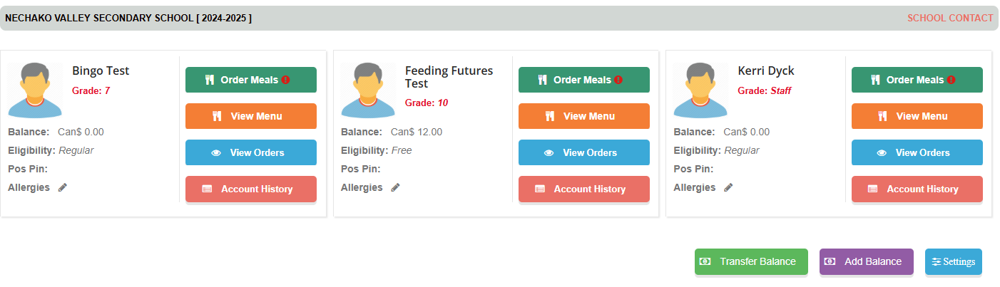 NECHAKO VALLEY SECONDARY SCHOOL [ 2024-2025 ]
SCHOOL CONTACT
Bingo Test
Grade: 7
Balance: Can$ 0.00
Eligibility: Regular
Pos Pin:
Allergies
Order Meals
View Menu
View Orders
Account History
Feeding Futures
Test
Grade: 10
Balance: Can$ 12.00
Eligibility: Free
Pos Pin:
Allergies
Order Meals
View Menu
View Orders
Account History
Kerri Dyck
Grade: Staff
Balance: Can$ 0.00
Eligibility: Regular
Pos Pin:
Allergies
Order Meals
View Menu
View Orders
Account History
Transfer Balance
Add Balance
Settings